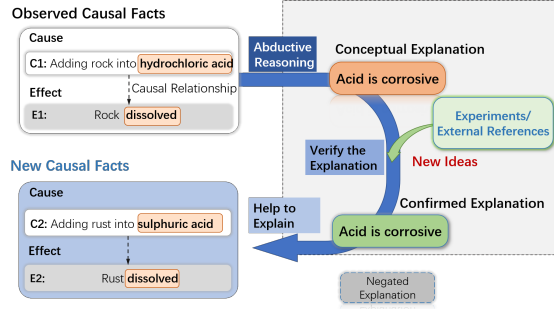 Observed Causal Facts
Cause
C1: Adding rock into hydrochloric acid
Causal Relationship
Effect
E1: Rock dissolved
Abductive
Reasoning
Conceptual Explanation
Acid is corrosive
Experiments/
External References
Verify the
Explanation
New Ideas
New Causal Facts
Cause
C2: Adding rust into sulphuric acid
Effect
E2: Rust dissolved
Help to
Explain
Confirmed Explanation
Acid is corrosive
Negated
Explanation